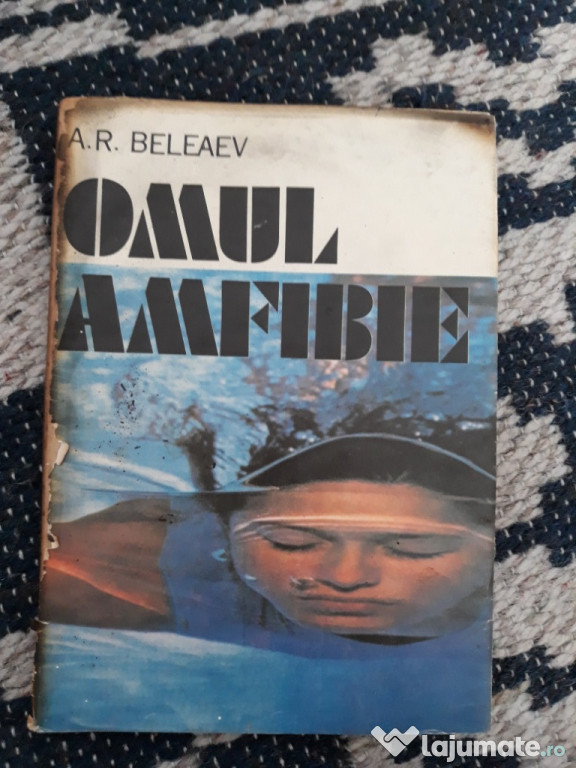 A.R. BELEAEV
OMUL
AMFIBIE
lajumate.ro